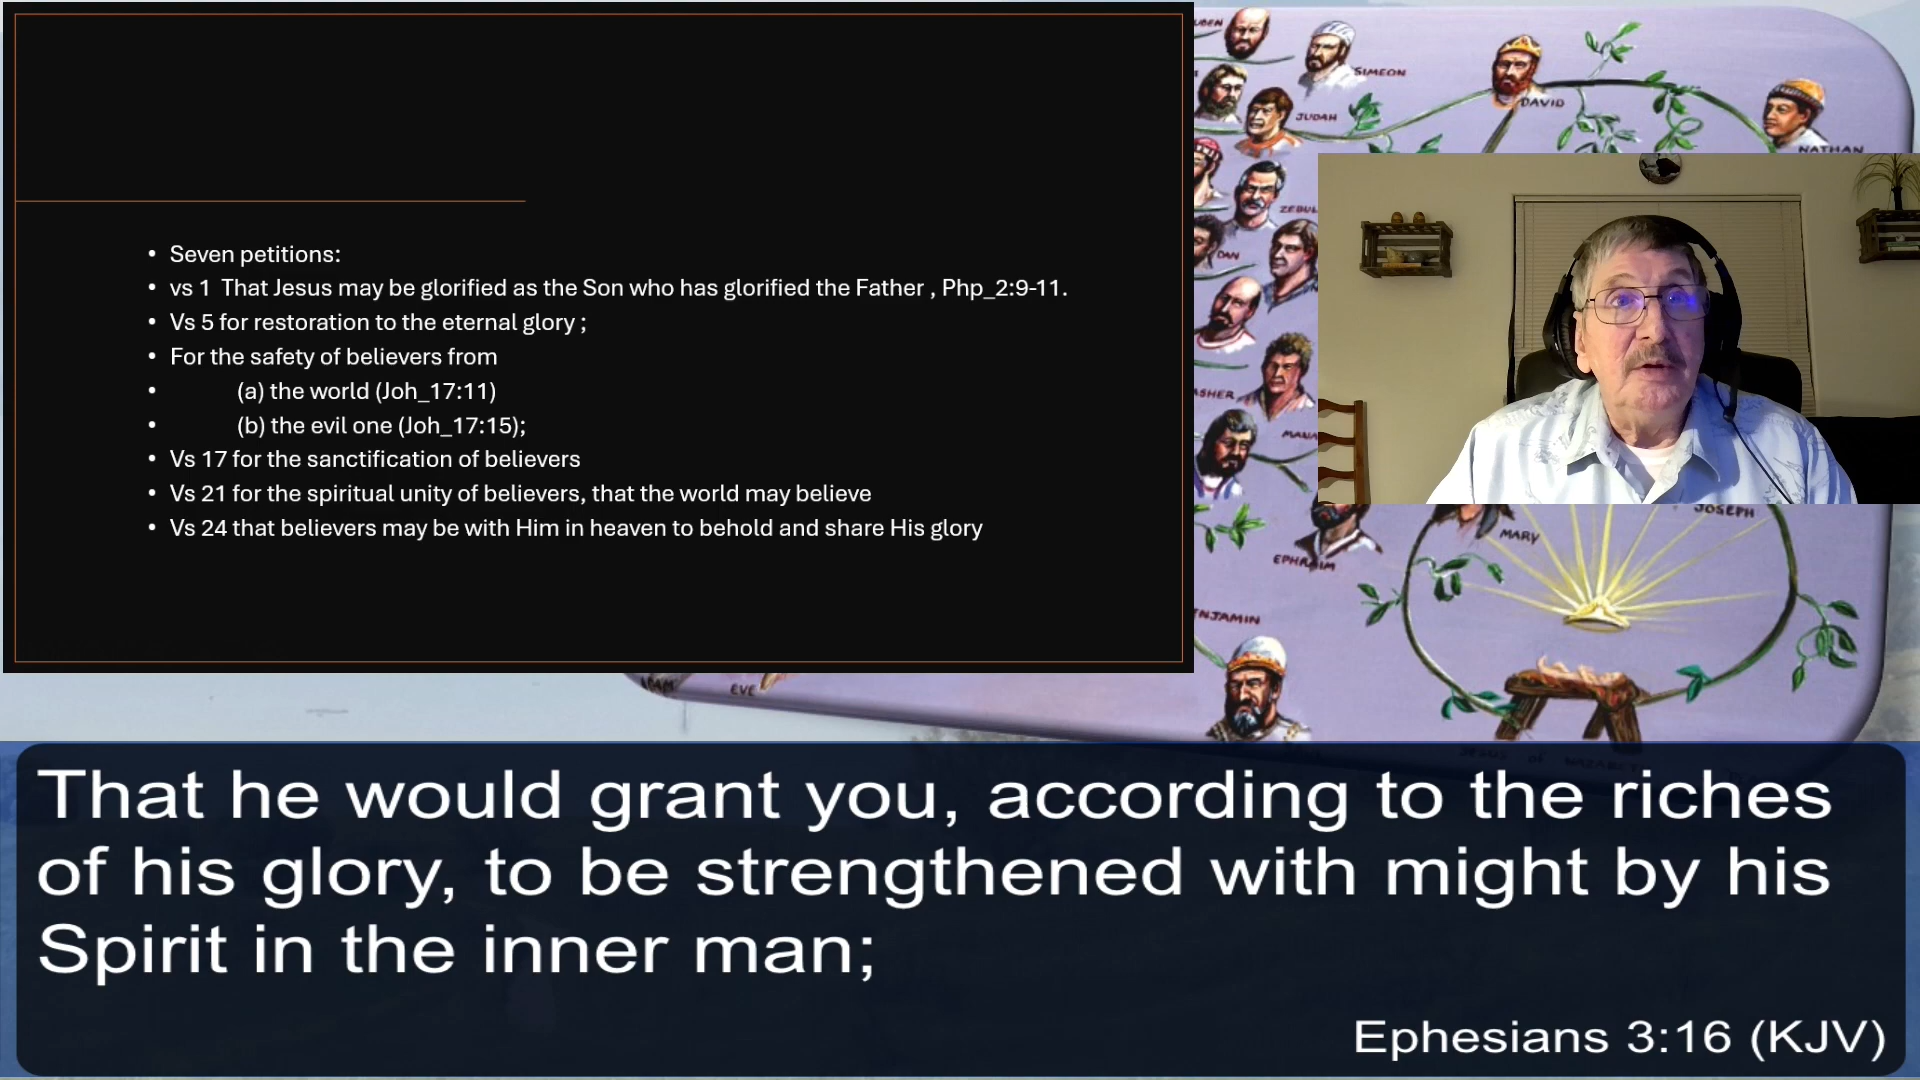 • Seven petitions:
• vs 1 That Jesus may be glorified as the Son who has glorified the Father , Php_2:9-11.
• Vs 5 for restoration to the eternal glory ;
• For the safety of believers from
• (a) the world (Joh_17:11)
• (b) the evil one (Joh_17:15);
• Vs 17 for the sanctification of believers
• Vs 21 for the spiritual unity of believers, that the world may believe
• Vs 24 that believers may be with Him in heaven to behold and share His glory
SIMEON
DAVID
JUDAH
NATHAN
DAN
JOSEPH
MARY
EPHRAIM
ADAM
EVE
That he would grant you, according to the riches
of his glory, to be strengthened with might by his
Spirit in the inner man;
Ephesians 3:16 (KJV)